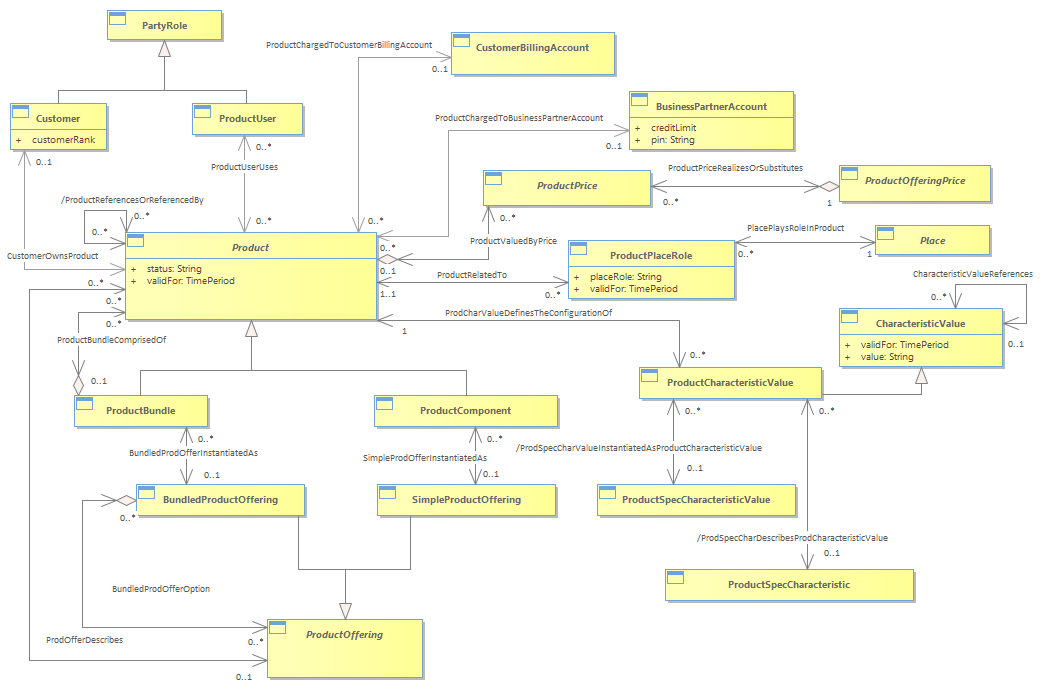 PartyRole
ProductChargedToCustomerBillingAccount
CustomerBillingAccount
0..1
Customer
+ customerRank
ProductUser
BusinessPartnerAccount
+ creditLimit
+ pin: String
ProductChargedToBusinessPartnerAccount
0..1
0..1
0..*
ProductUserUses
ProductPriceRealizesOrSubstitutes
ProductPrice
ProductOfferingPrice
0..*
1
/ProductReferencesOrReferencedBy
0..*
0..*
0..*
0..*
0..*
PlacePlaysRoleInProduct
0..*
Product
+ status: String
+ validFor: TimePeriod
ProductValuedByPrice
0..*
0..1
ProductPlaceRole
+ placeRole: String
+ validFor: TimePeriod
0..*
1
Place
CustomerOwnsProduct
0..*
ProductRelatedTo
1..1
0..*
CharacteristicValueReferences
0..*
0..1
0..*
0..*
ProdCharValueDefinesTheConfigurationOf
1
CharacteristicValue
+ validFor: TimePeriod
+ value: String
ProductBundleComprisedOf
0..1
0..*
ProductCharacteristicValue
ProductBundle
ProductComponent
0..*
0..*
0..*
0..*
BundledProdOfferInstantiatedAs
SimpleProdOfferInstantiatedAs
/ProdSpecCharValueInstantiatedAsProductCharacteristicValue
0..1
0..1
0..1
BundledProductOffering
SimpleProductOffering
ProductSpecCharacteristicValue
0..*
/ProdSpecCharDescribesProdCharacteristicValue
0..1
ProductSpecCharacteristic
BundledProdOfferOption
ProdOfferDescribes
0..*
0..1
ProductOffering